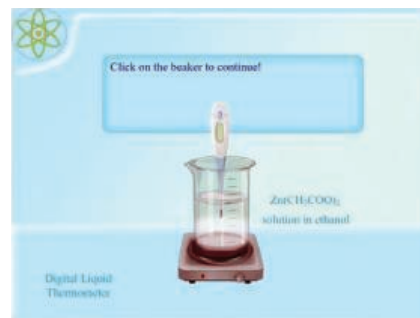 Click on the beaker to continue!
Zn(CH₃COO)₂
solution in ethanol
Digital Liquid
Thermometer